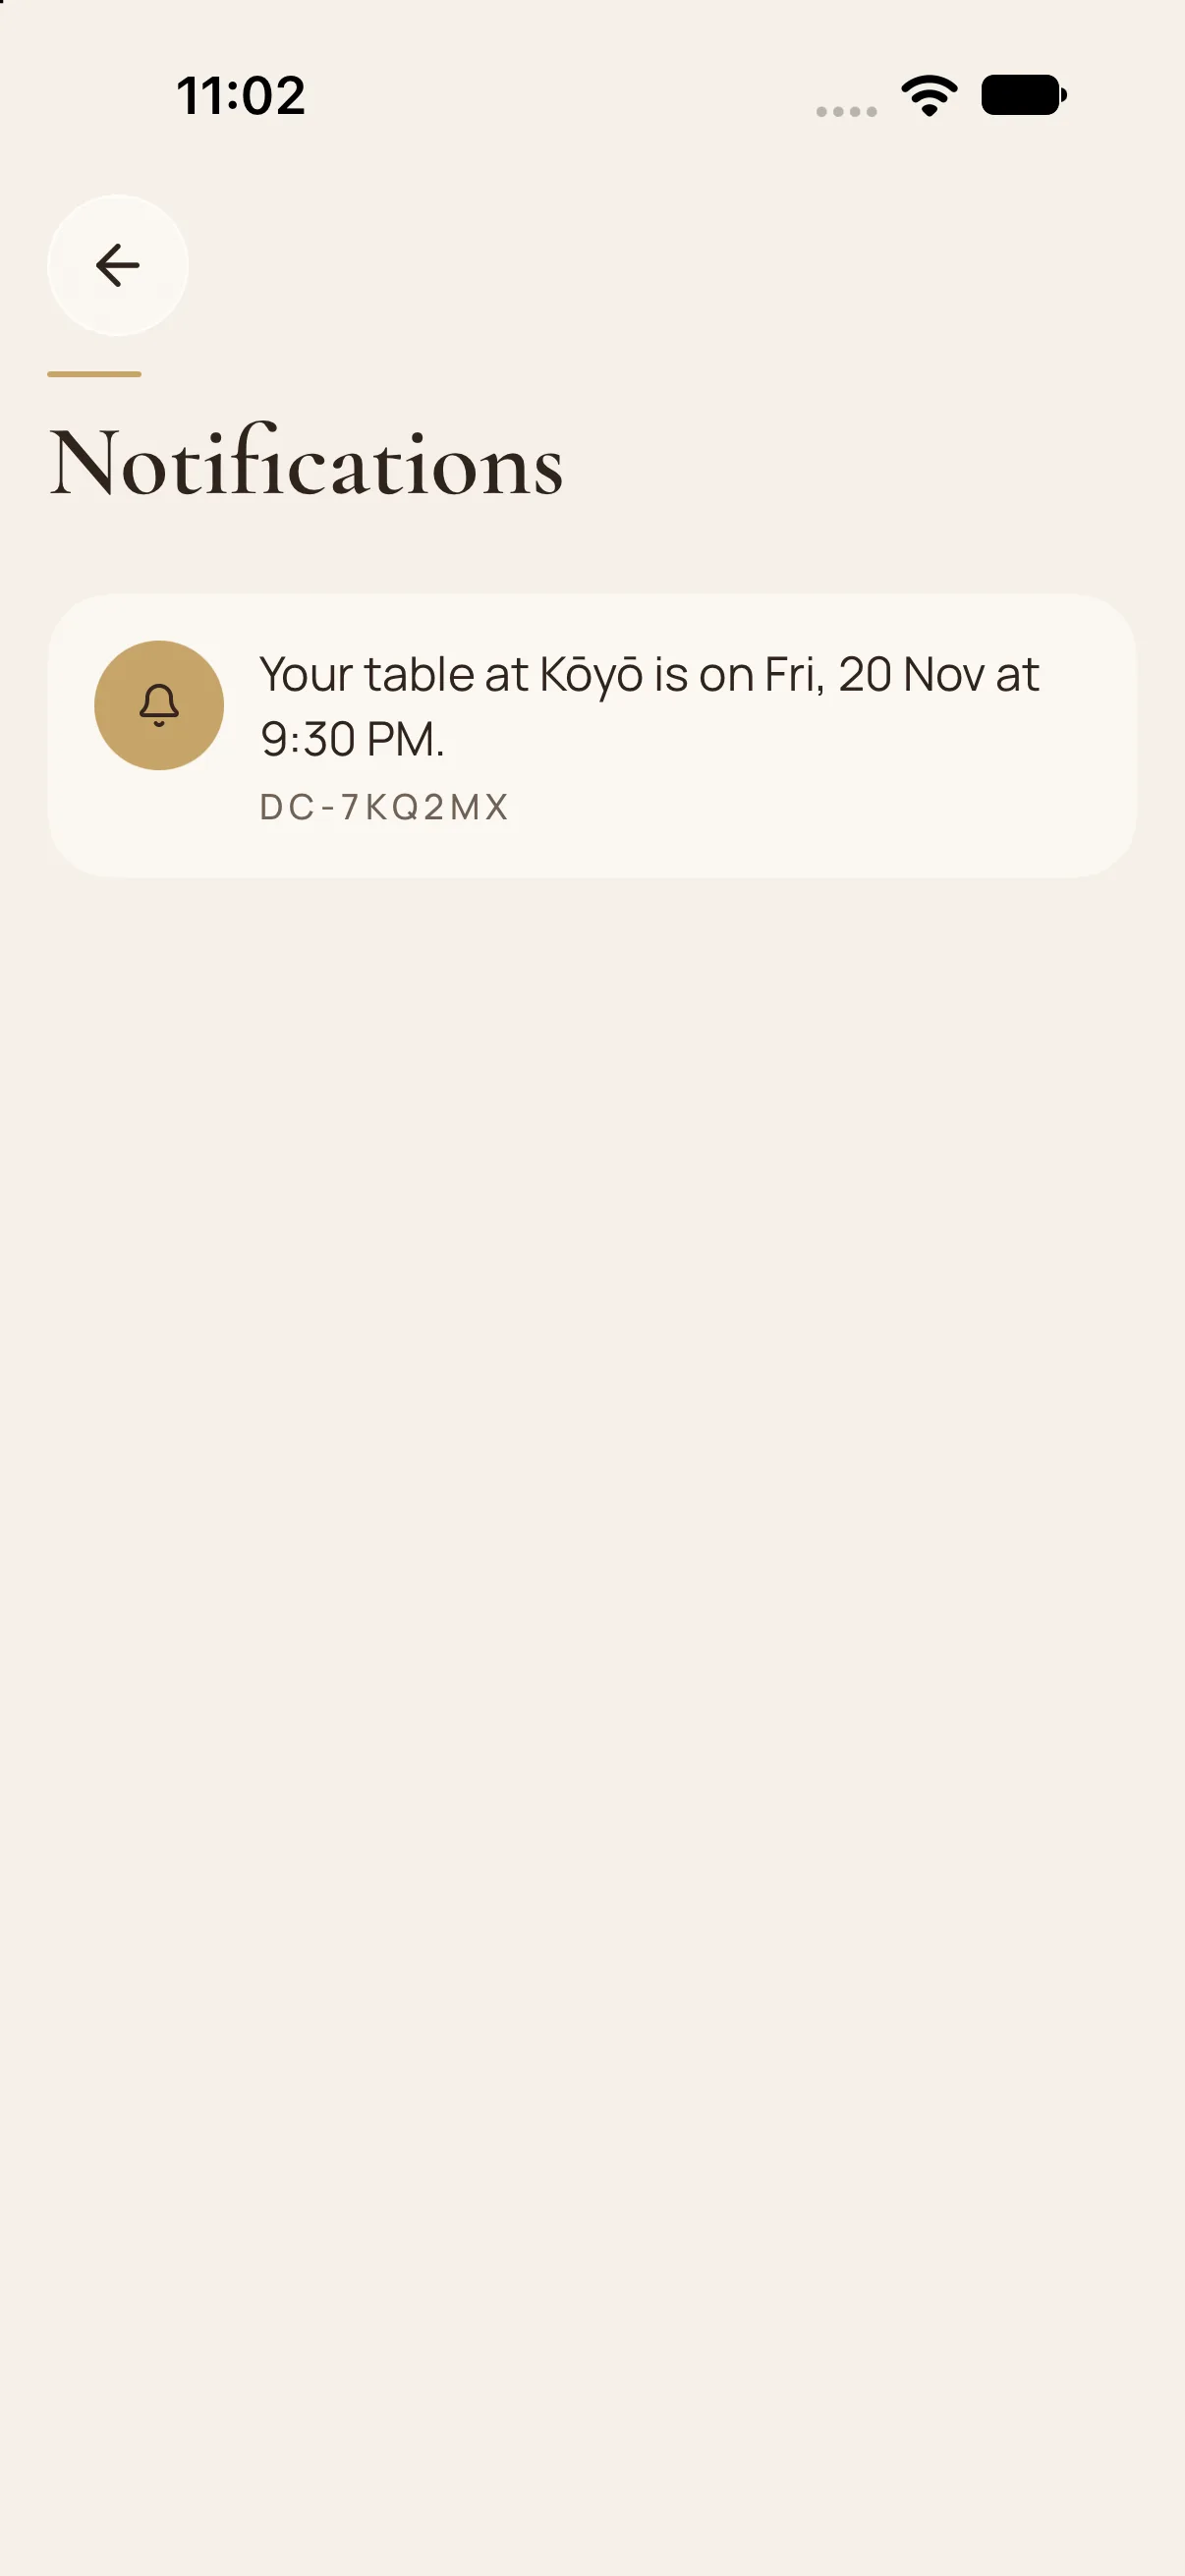 11:02
Notifications
Your table at Kōyō is on Fri, 20 Nov at
9:30 PM.
DC-7KQ2MX